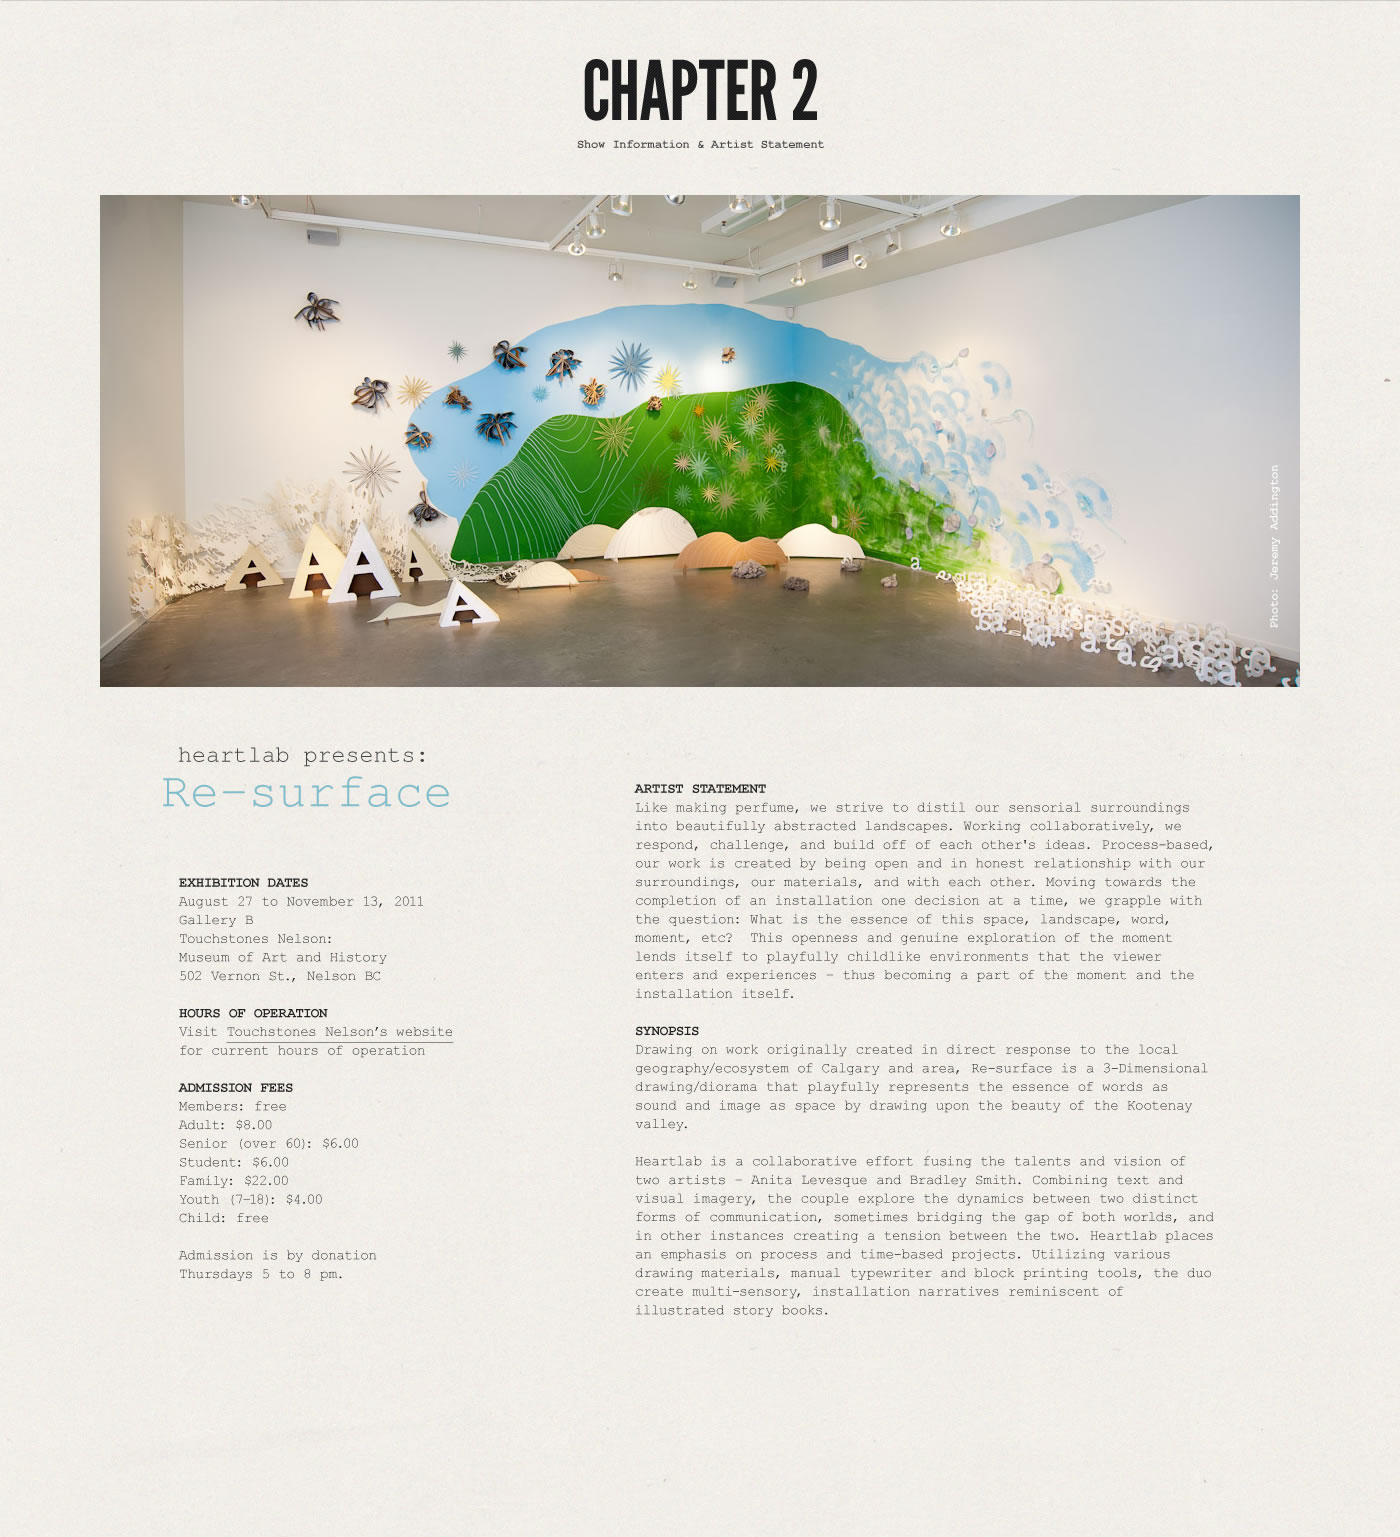 CHAPTER 2
Show Information & Artist Statement
A
A
A
A
A
a
Photo: Jeremy Addington
heartlab presents:
Re-surface
EXHIBITION DATES
August 27 to November 13, 2011
Gallery B
Touchstones Nelson:
Museum of Art and History
502 Vernon St., Nelson BC
HOURS OF OPERATION
Visit Touchstones Nelson's website
for current hours of operation
ADMISSION FEES
Members: free
Adult: $8.00
Senior (over 60): $6.00
Student: $6.00
Family: $22.00
Youth (7-18): $4.00
Child: free
Admission is by donation
Thursdays 5 to 8 pm.
ARTIST STATEMENT
Like making perfume, we strive to distil our sensorial surroundings
into beautifully abstracted landscapes. Working collaboratively, we
respond, challenge, and build off of each other's ideas. Process-based,
our work is created by being open and in honest relationship with our
surroundings, our materials, and with each other. Moving towards the
completion of an installation one decision at a time, we grapple with
the question: What is the essence of this space, landscape, word,
moment, etc?  This openness and genuine exploration of the moment
lends itself to playfully childlike environments that the viewer
enters and experiences – thus becoming a part of the moment and the
installation itself.
SYNOPSIS
Drawing on work originally created in direct response to the local
geography/ecosystem of Calgary and area, Re-surface is a 3-Dimensional
drawing/diorama that playfully represents the essence of words as
sound and image as space by drawing upon the beauty of the Kootenay
valley.
Heartlab is a collaborative effort fusing the talents and vision of
two artists – Anita Levesque and Bradley Smith. Combining text and
visual imagery, the couple explore the dynamics between two distinct
forms of communication, sometimes bridging the gap of both worlds, and
in other instances creating a tension between the two. Heartlab places
an emphasis on process and time-based projects. Utilizing various
drawing materials, manual typewriter and block printing tools, the duo
create multi-sensory, installation narratives reminiscent of
illustrated story books.